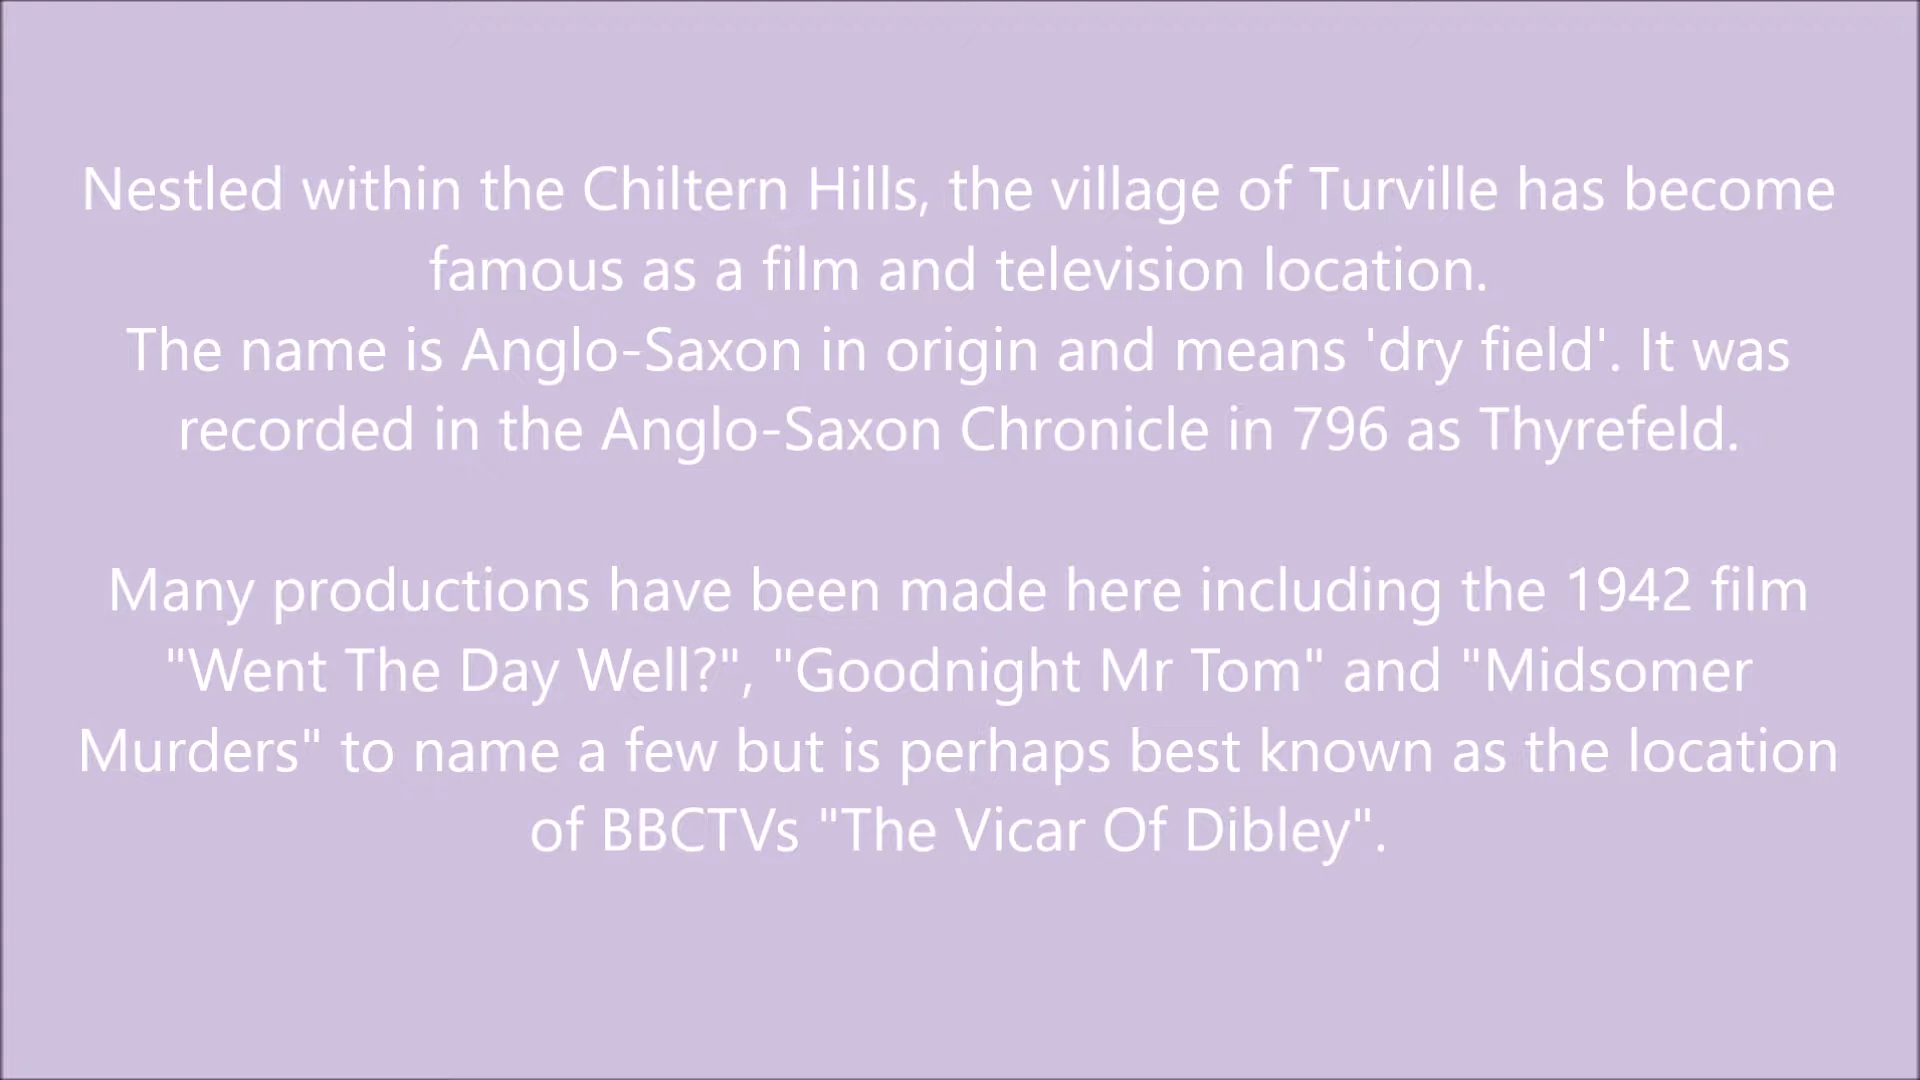 Nestled within the Chiltern Hills, the village of Turville has become
famous as a film and television location.
The name is Anglo-Saxon in origin and means 'dry field'. It was
recorded in the Anglo-Saxon Chronicle in 796 as Thyrefeld.
Many productions have been made here including the 1942 film
"Went The Day Well?", "Goodnight Mr Tom" and "Midsomer
Murders" to name a few but is perhaps best known as the location
of BBCTVs "The Vicar Of Dibley".